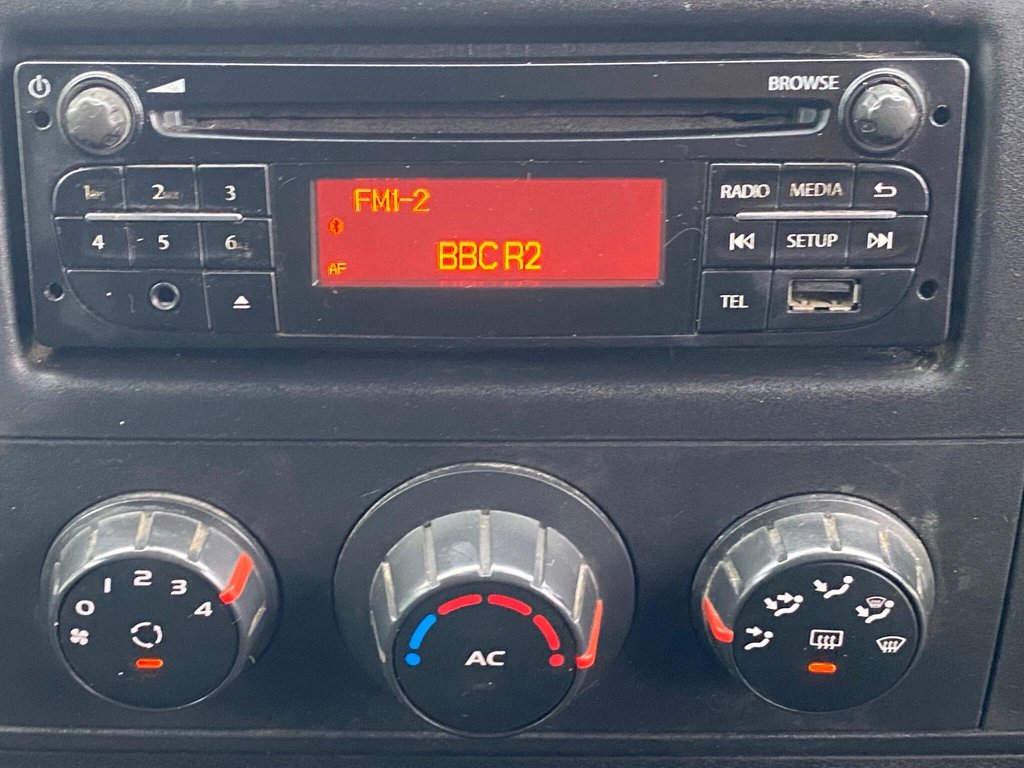 BROWSE
1 2 3
RADIO MEDIA
FM1-2
4 5 6
SETUP
BBC R2
AF
TEL
0 1 2 3 4
AC